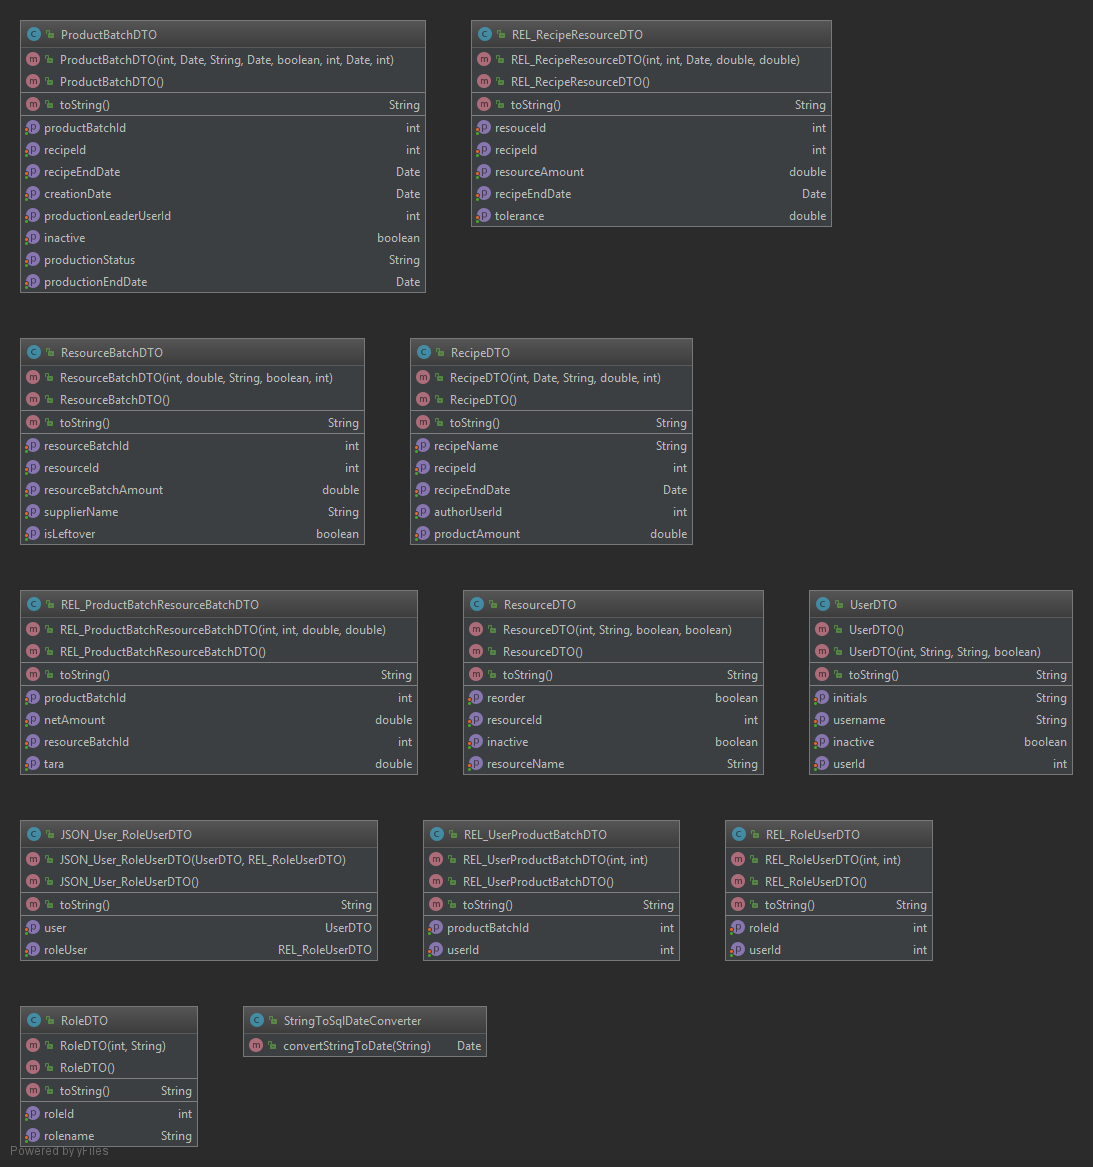 ProductBatchDTO
ProductBatchDTO(int, Date, String, Date, boolean, int, Date, int)
ProductBatchDTO()
toString() String
productBatchId int
recipeId int
recipeEndDate Date
creationDate Date
productionLeaderUserId int
inactive boolean
productionStatus String
productionEndDate Date
REL_RecipeResourceDTO
REL_RecipeResourceDTO(int, int, Date, double, double)
REL_RecipeResourceDTO()
toString() String
resouceId int
recipeId int
resourceAmount double
recipeEndDate Date
tolerance double
ResourceBatchDTO
ResourceBatchDTO(int, double, String, boolean, int)
ResourceBatchDTO()
toString() String
resourceBatchId int
resourceId int
resourceBatchAmount double
supplierName String
isLeftover boolean
RecipeDTO
RecipeDTO(int, Date, String, double, int)
RecipeDTO()
toString() String
recipeName String
recipeId int
recipeEndDate Date
authorUserId int
productAmount double
REL_ProductBatchResourceBatchDTO
REL_ProductBatchResourceBatchDTO(int, int, double, double)
REL_ProductBatchResourceBatchDTO()
toString() String
productBatchId int
netAmount double
resourceBatchId int
tara double
ResourceDTO
ResourceDTO(int, String, boolean, boolean)
ResourceDTO()
toString() String
reorder boolean
resourceId int
inactive boolean
resourceName String
UserDTO
UserDTO()
UserDTO(int, String, String, boolean)
toString() String
initials String
username String
inactive boolean
userId int
JSON_User_RoleUserDTO
JSON_User_RoleUserDTO(UserDTO, REL_RoleUserDTO)
JSON_User_RoleUserDTO()
toString() String
user UserDTO
roleUser REL_RoleUserDTO
REL_UserProductBatchDTO
REL_UserProductBatchDTO(int, int)
REL_UserProductBatchDTO()
toString() String
productBatchId int
userId int
REL_RoleUserDTO
REL_RoleUserDTO(int, int)
REL_RoleUserDTO()
toString() String
roleId int
userId int
RoleDTO
RoleDTO(int, String)
RoleDTO()
toString() String
roleId int
rolename String
StringToSqlDateConverter
convertStringToDate(String) Date
Powered by yFiles